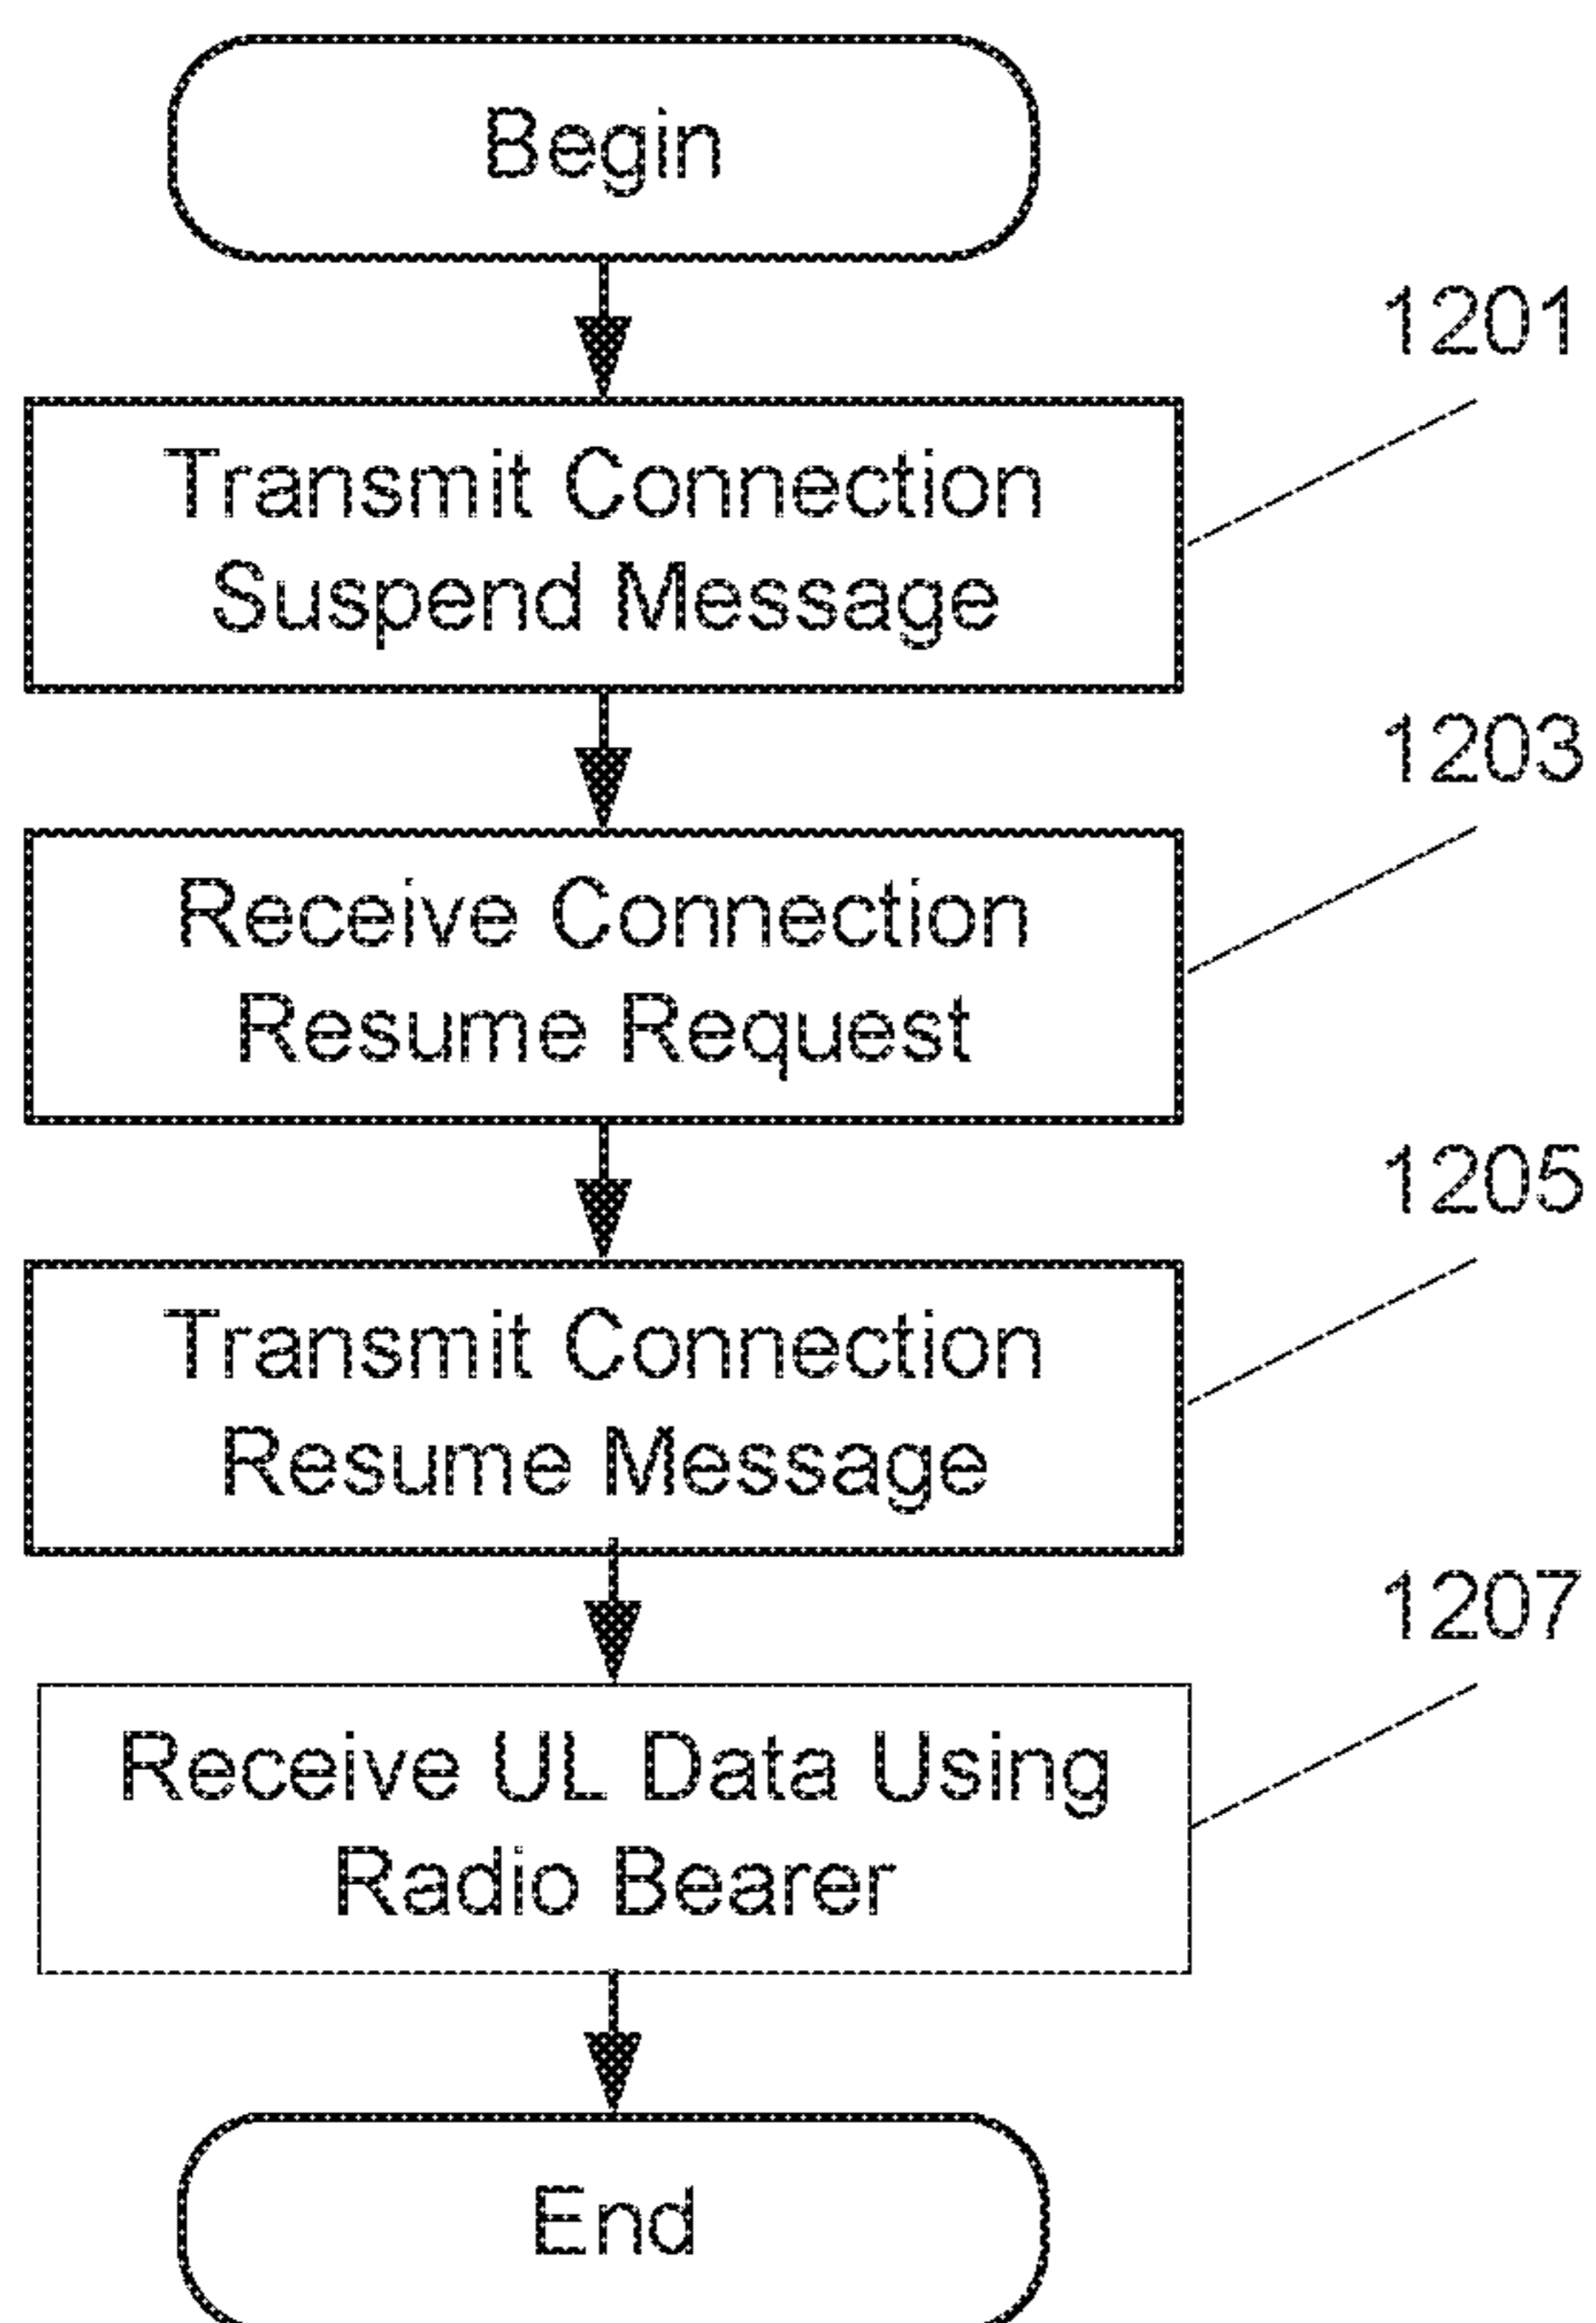 Begin
1201
Transmit Connection
Suspend Message
1203
Receive Connection
Resume Request
1205
Transmit Connection
Resume Message
1207
Receive UL Data Using
Radio Bearer
End